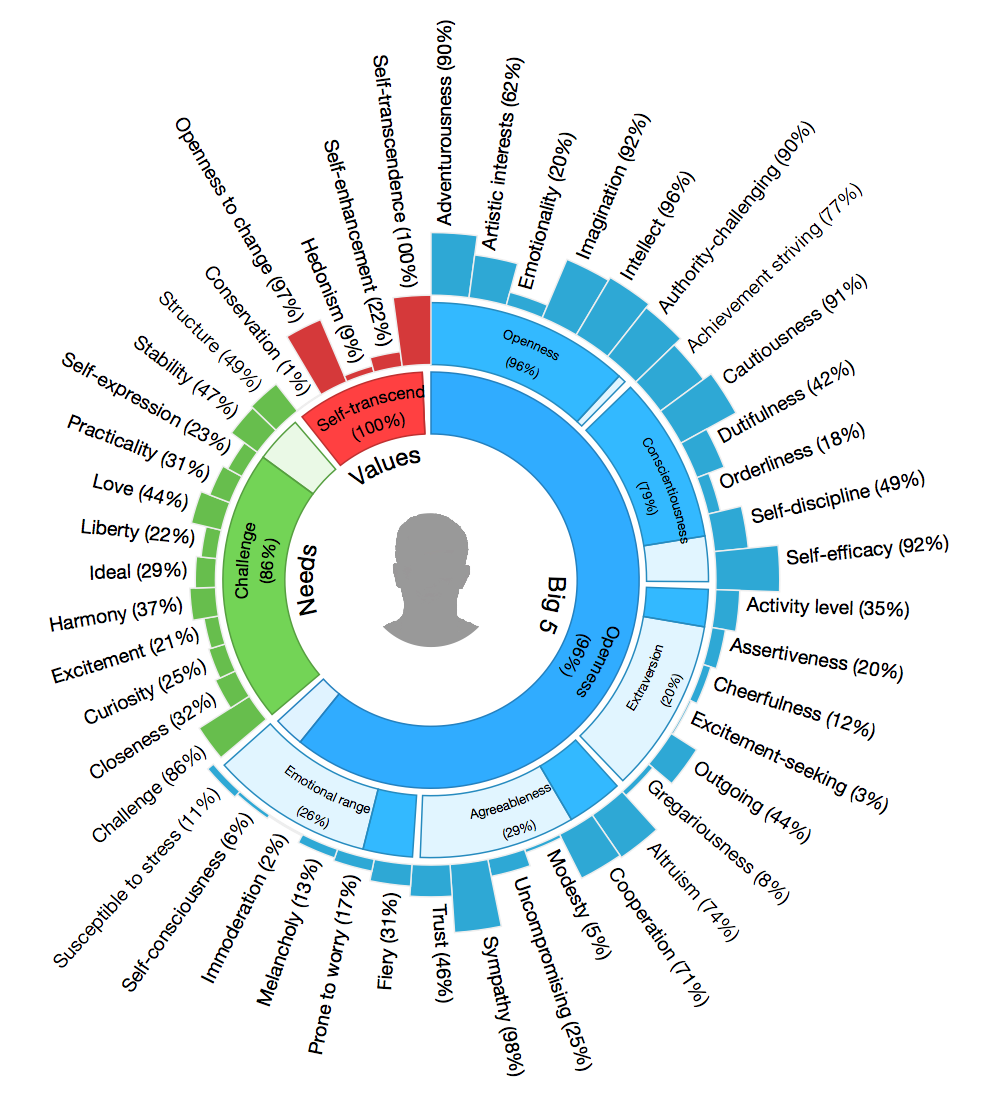 Adventurousness (90%)
Artistic interests (62%)
Emotionality (20%)
Imagination (92%)
Intellect (96%)
Authority-challenging (90%)
Achievement striving (77%)
Cautiousness (91%)
Dutifulness (42%)
Orderliness (18%)
Self-discipline (49%)
Self-efficacy (92%)
Activity level (35%)
Assertiveness (20%)
Cheerfulness (12%)
Excitement-seeking (3%)
Outgoing (44%)
Gregariousness (8%)
Altruism (74%)
Cooperation (71%)
Modesty (5%)
Uncompromising (25%)
Sympathy (98%)
Trust (46%)
Fiery (31%)
Prone to worry (17%)
Melancholy (13%)
Immoderation (2%)
Self-consciousness (6%)
Susceptible to stress (11%)
Challenge (86%)
Closeness (32%)
Curiosity (25%)
Excitement (21%)
Harmony (37%)
Ideal (29%)
Liberty (22%)
Love (44%)
Practicality (31%)
Self-expression (23%)
Stability (47%)
Structure (49%)
Conservation (1%)
Openness to change (97%)
Hedonism (9%)
Self-enhancement (22%)
Self-transcendence (100%)
Openness
(96%)
Conscientiousness
(79%)
Extraversion
(20%)
Agreeableness
(29%)
Emotional range
(26%)
Challenge
(86%)
Self-transcend
(100%)
Openness
(96%)
Values
Needs
Big 5